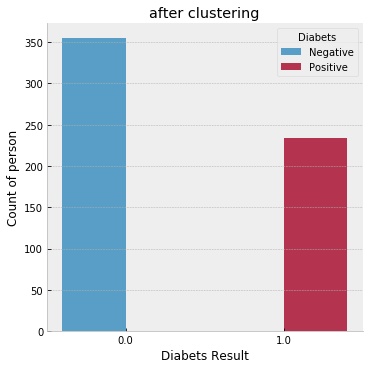 after clustering
Diabets
Negative
Positive
350
300
250
200
150
100
50
0
Count of person
0.0
1.0
Diabets Result